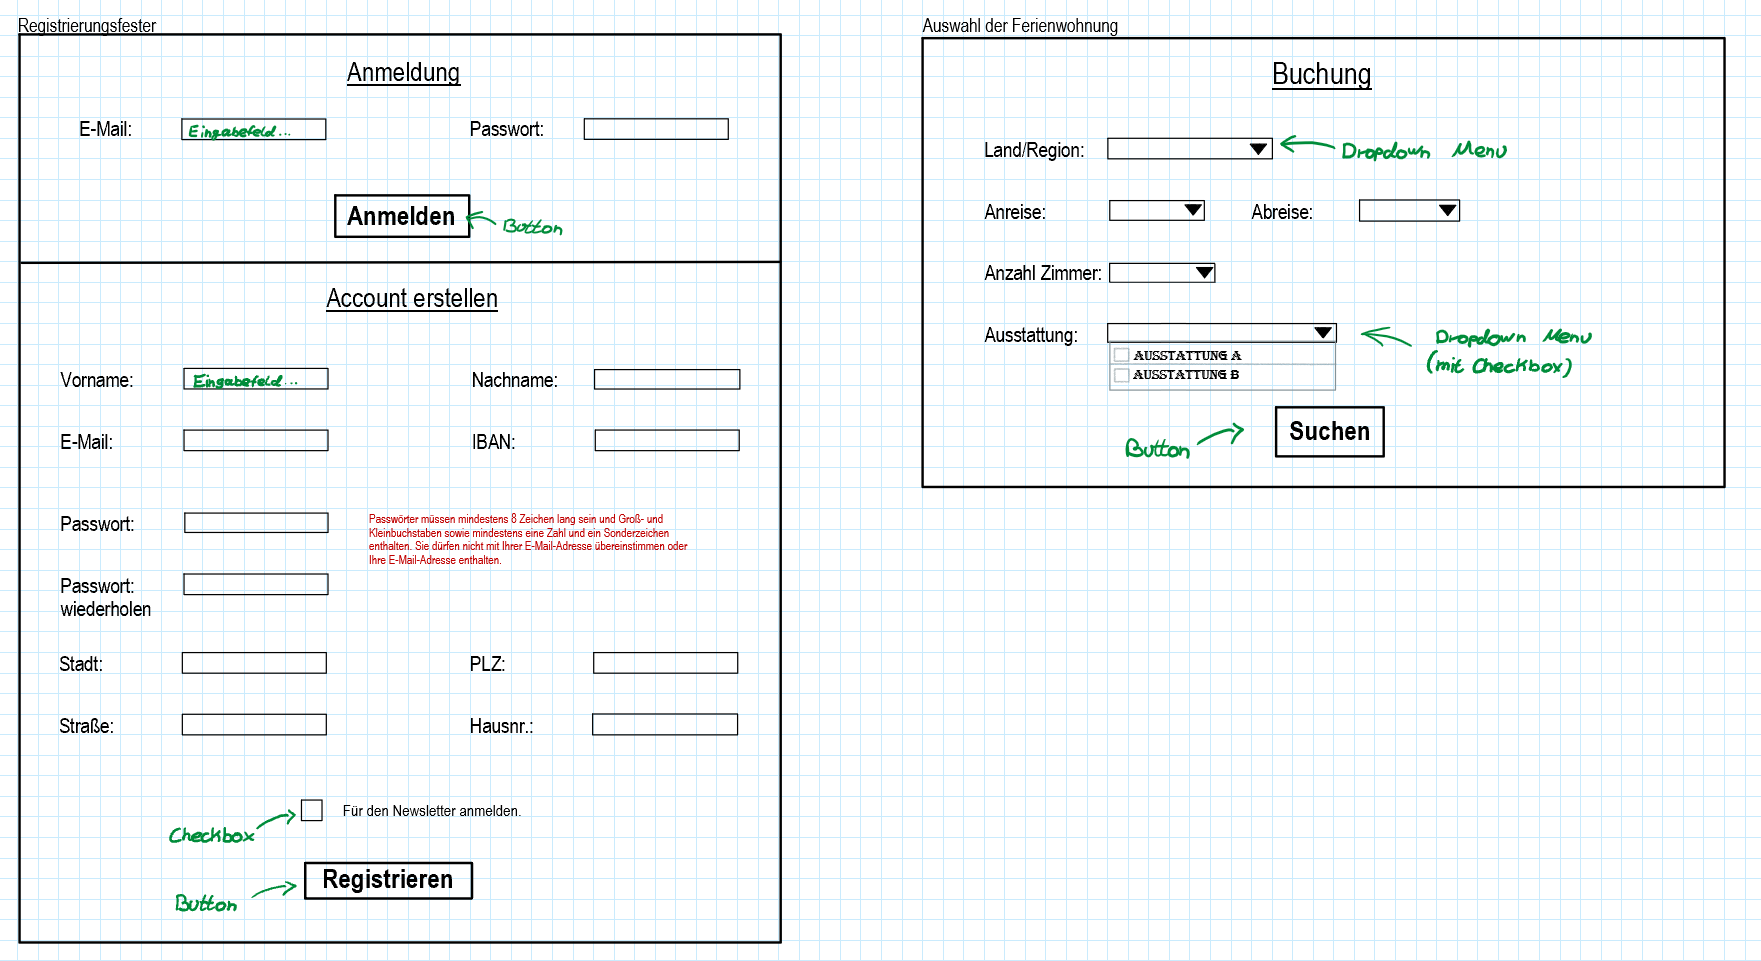 Registrierungsfester
Anmeldung
E-Mail: Eingabefeld... Passwort:
Anmelden
Button
Account erstellen
Vorname: Eingabefeld... Nachname:
E-Mail: IBAN:
Passwort:
Passwörter müssen mindestens 8 Zeichen lang sein und Groß- und
Kleinbuchstaben sowie mindestens eine Zahl und ein Sonderzeichen
enthalten. Sie dürfen nicht mit Ihrer E-Mail-Adresse übereinstimmen oder
Ihre E-Mail-Adresse enthalten.
Passwort:
wiederholen
Stadt: PLZ:
Straße: Hausnr.:
Für den Newsletter anmelden.
Checkbox
Registrieren
Button
Auswahl der Ferienwohnung
Buchung
Land/Region: Dropdown Menu
Anreise: Abreise:
Anzahl Zimmer:
Ausstattung: Dropdown Menu
(mit Checkbox)
AUSSTATTUNG A
AUSSTATTUNG B
Suchen
Button